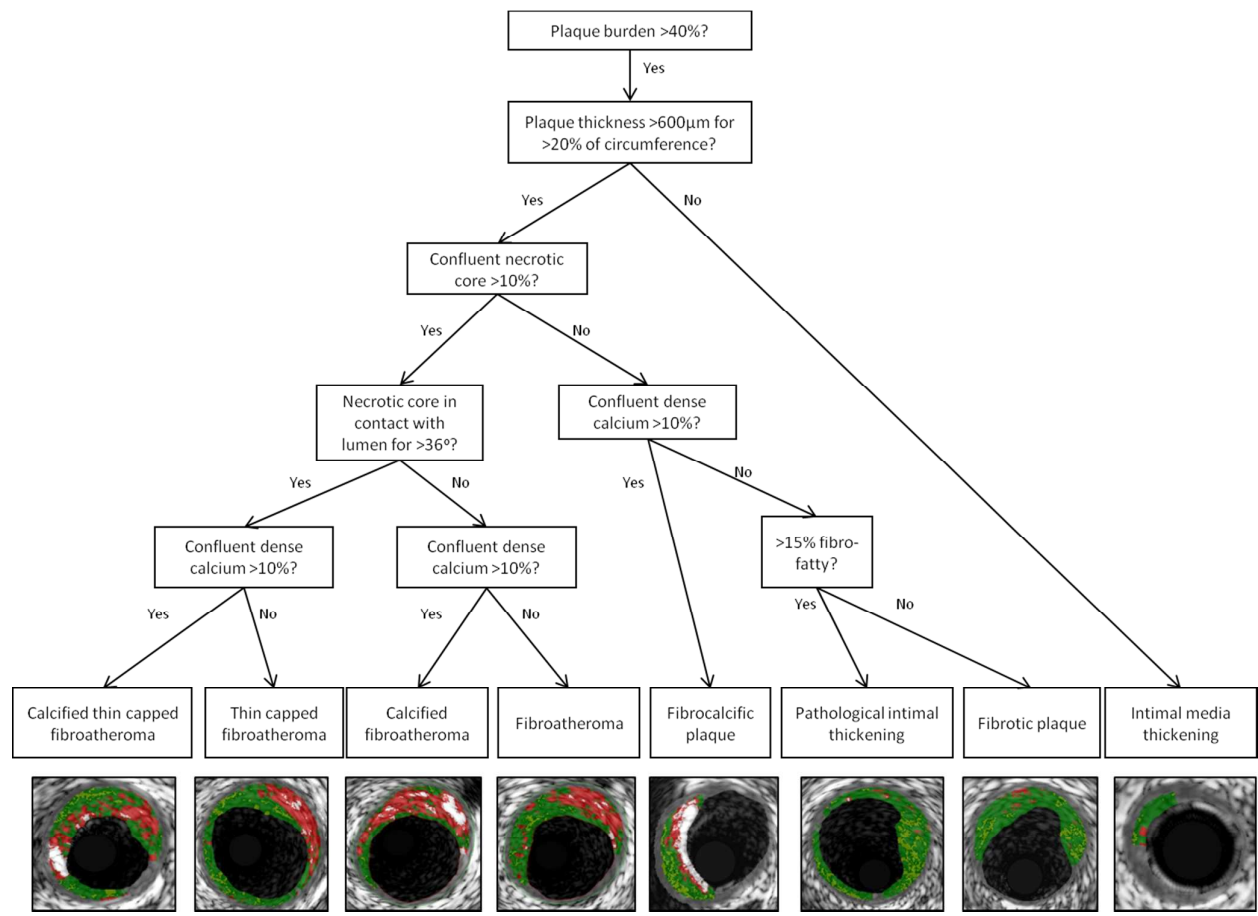 Plaque burden >40%?
Yes
Plaque thickness >600µm for
>20% of circumference?
Yes
No
Confluent necrotic
core >10%?
Yes
No
Necrotic core in
contact with
lumen for >36º?
Confluent dense
calcium >10%?
Yes
No
Yes
No
Confluent dense
calcium >10%?
Confluent dense
calcium >10%?
>15% fibro-
fatty?
Yes
No
Yes
No
Yes
No
Calcified thin capped
fibroatheroma
Thin capped
fibroatheroma
Calcified
fibroatheroma
Fibroatheroma
Fibrocalcific
plaque
Pathological intimal
thickening
Fibrotic plaque
Intimal media
thickening